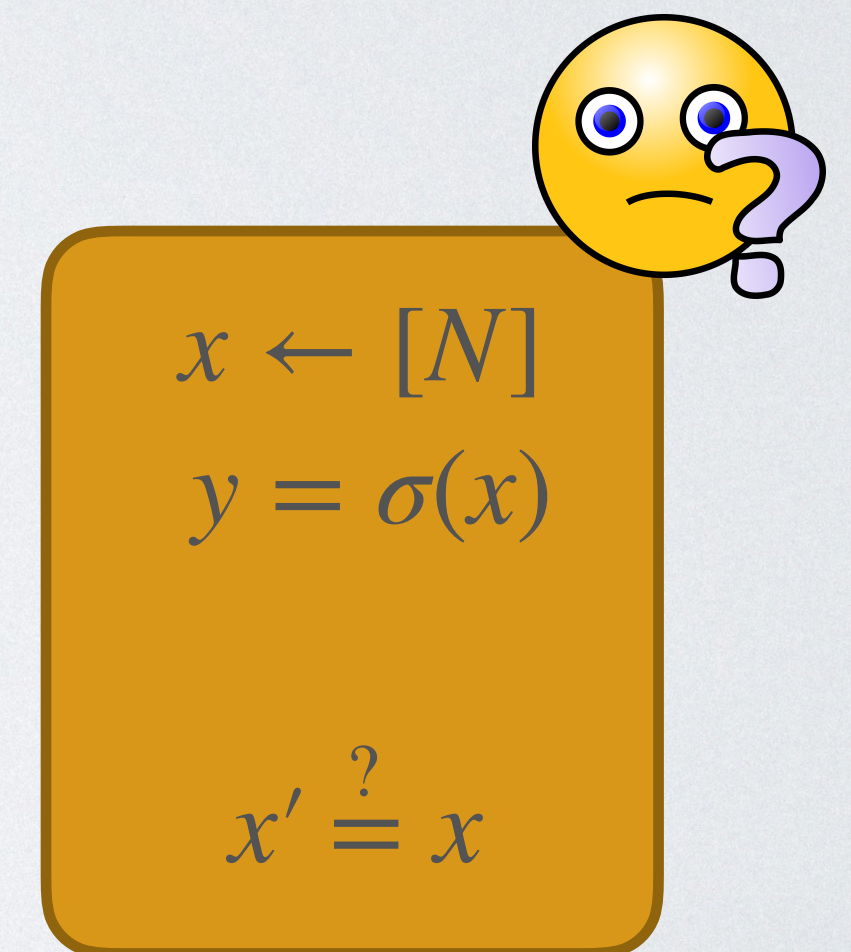 x ← [N]
y = σ(x)
x′ ≟ x